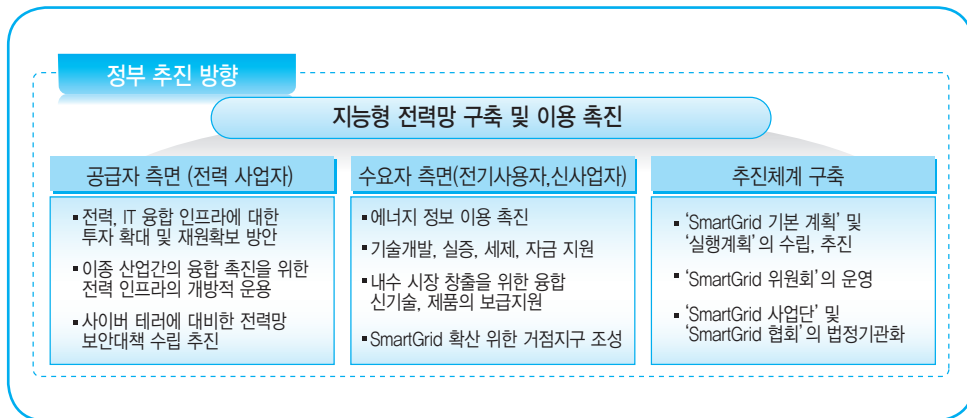 정부 추진 방향
지능형 전력망 구축 및 이용 촉진
공급자 측면 (전력 사업자)
▪전력, IT 융합 인프라에 대한
투자 확대 및 재원확보 방안
▪이종 산업간의 융합 촉진을 위한
전력 인프라의 개방적 운용
▪사이버 테러에 대비한 전력망
보안대책 수립 추진
수요자 측면(전기사용자,신사업자)
▪에너지 정보 이용 촉진
▪기술개발, 실증, 세제, 자금 지원
▪내수 시장 창출을 위한 융합
신기술, 제품의 보급지원
▪SmartGrid 확산 위한 거점지구 조성
추진체계 구축
▪‘SmartGrid 기본 계획’ 및
‘실행계획’의 수립, 추진
▪‘SmartGrid 위원회’의 운영
▪‘SmartGrid 사업단’ 및
‘SmartGrid 협회’의 법정기관화